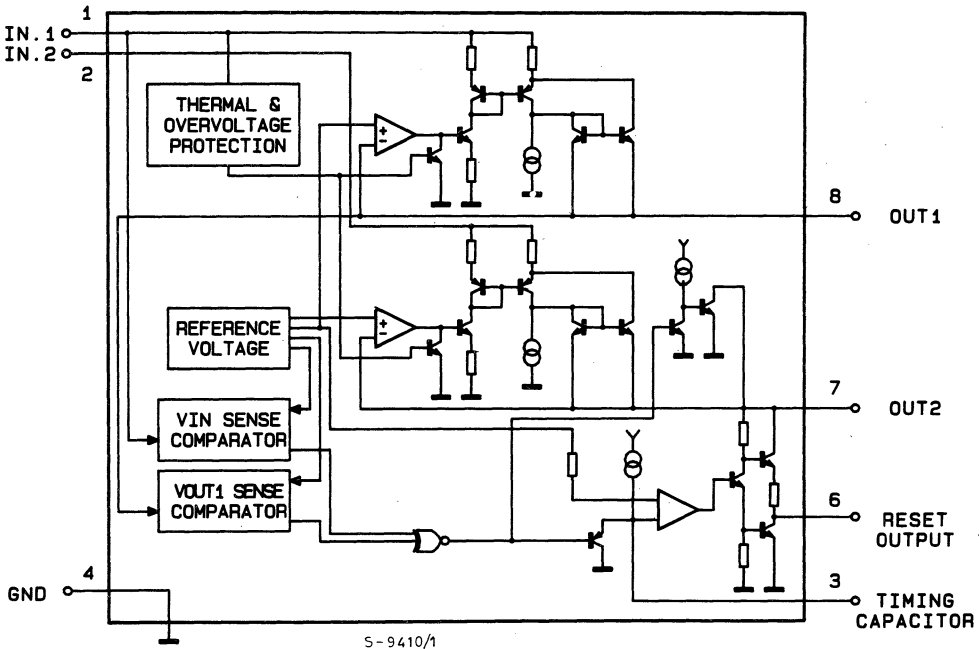 1
IN.1
IN.2
2
THERMAL &
OVERVOLTAGE
PROTECTION
+
-
8
OUT1
REFERENCE
VOLTAGE
+
-
7
OUT2
VIN SENSE
COMPARATOR
VOUT1 SENSE
COMPARATOR
6
RESET
OUTPUT
4
GND
3
TIMING
CAPACITOR
S-9410/1